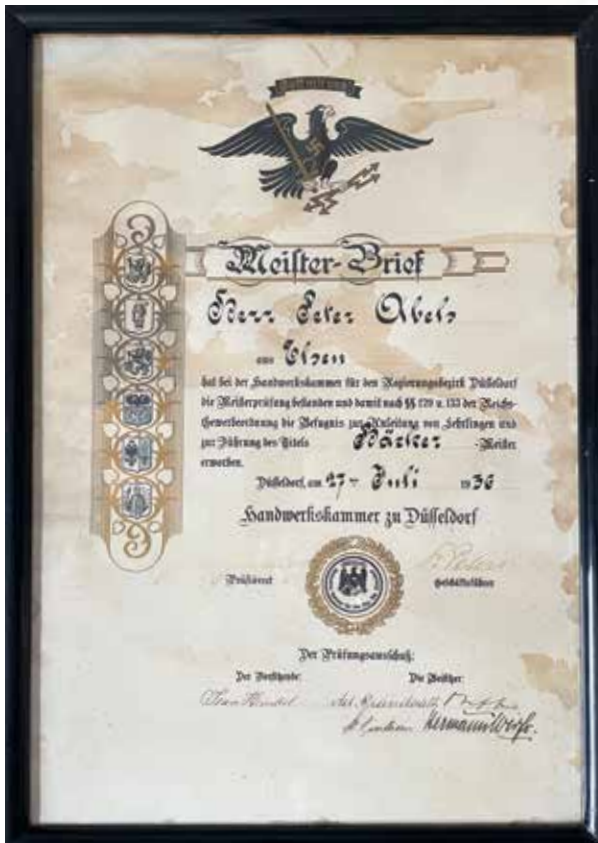 Meister-Brief
Herr Peter Abels
aus Elsen
hat bei der Handwerkskammer für den Regierungsbezirk Düsseldorf
die Meisterprüfung bestanden und damit nach §§ 129 u. 133 der Reichs-
Gewerbeordnung die Befugnis zur Anleitung von Lehrlingen und
zur Führung des Titels Bäcker -Meister
erworben.
Düsseldorf, am 27 Juli 1936
Handwerkskammer zu Düsseldorf
Präsident
Geschäftsführer
Der Prüfungsausschuß:
Der Vorsitzende: Die Beisitzer:
Hermann